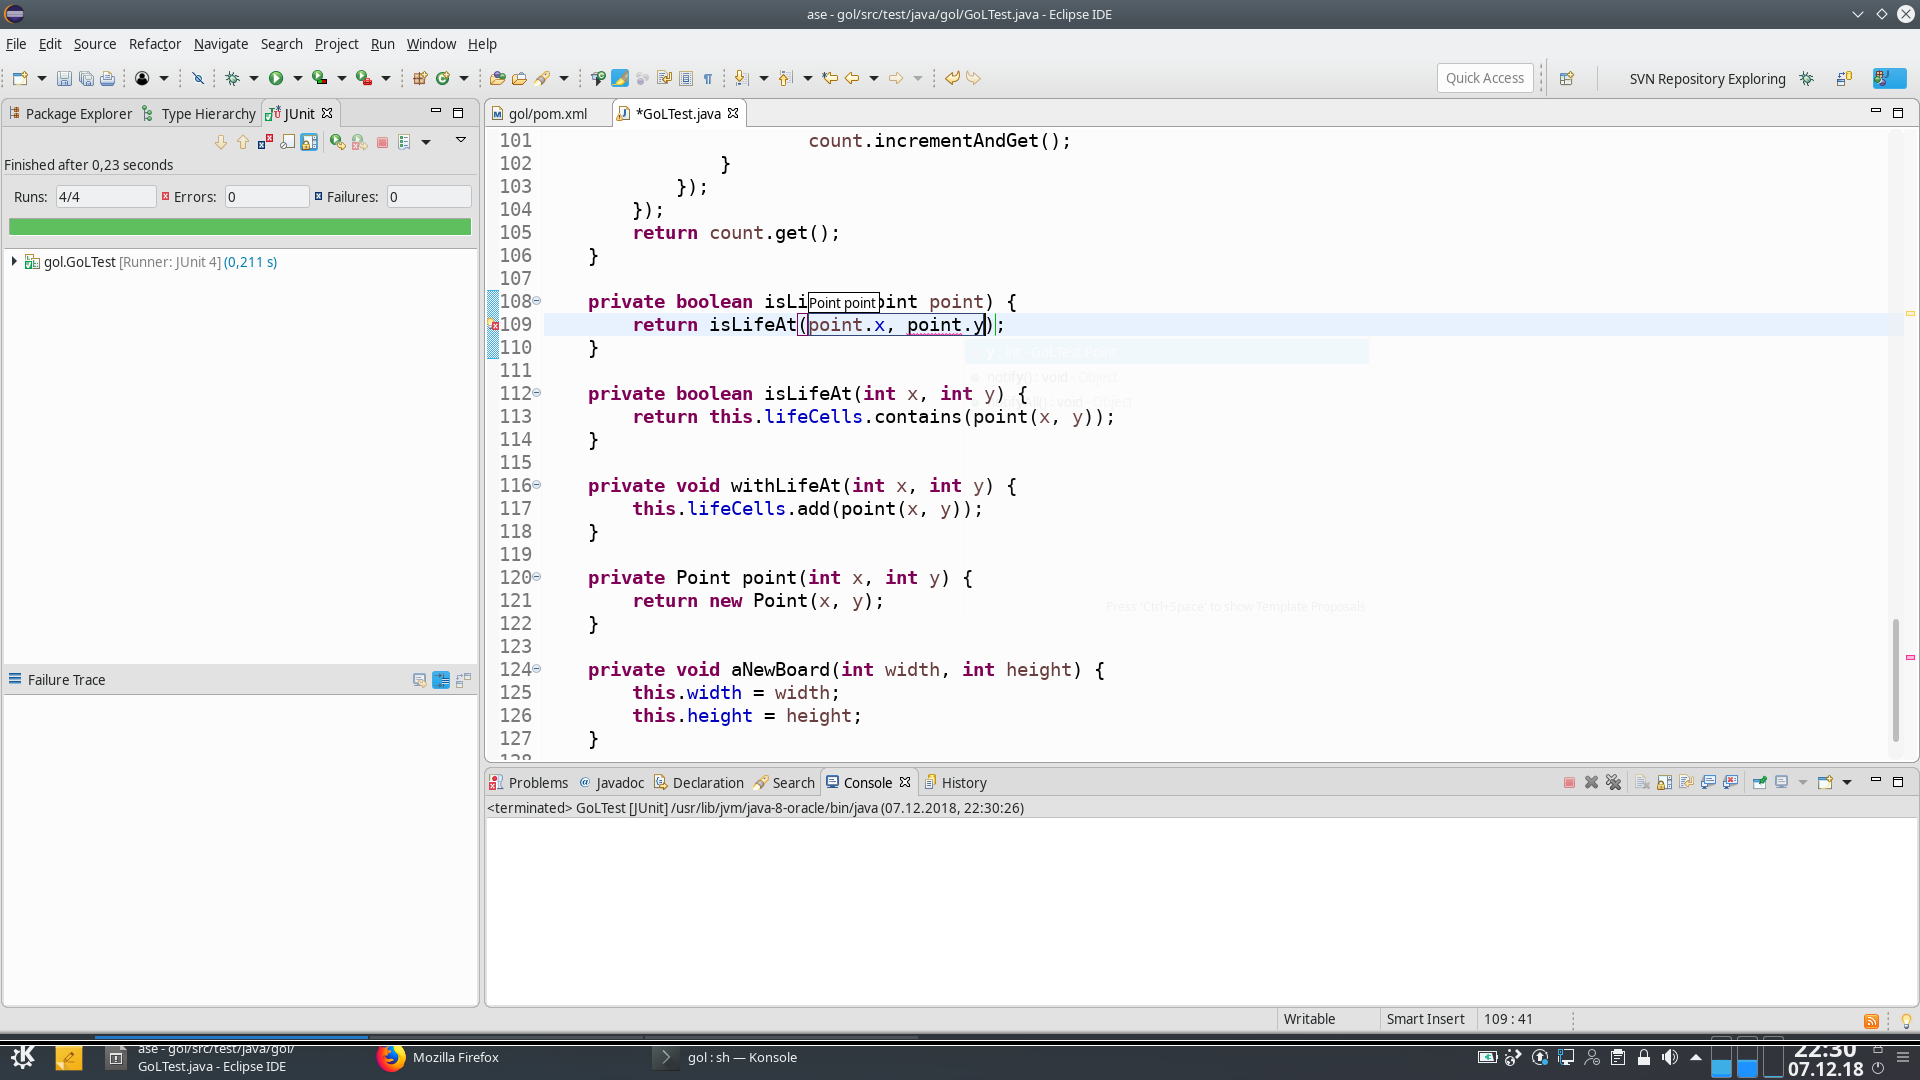 ase - gol/src/test/java/gol/GoLTest.java - Eclipse IDE
File Edit Source Refactor Navigate Search Project Run Window Help
Quick Access
SVN Repository Exploring
Package Explorer Type Hierarchy JUnit
Finished after 0,23 seconds
Runs: 4/4 Errors: 0 Failures: 0
gol.GoLTest [Runner: JUnit 4] (0,211 s)
Failure Trace
gol/pom.xml *GoLTest.java
101 count.incrementAndGet();
102 }
103 });
104 });
105 return count.get();
106 }
107
108 private boolean isLi int point) {
Point point
109 return isLifeAt(point.x, point.y);
110 }
111
112 private boolean isLifeAt(int x, int y) {
113 return this.lifeCells.contains(point(x, y));
114 }
115
116 private void withLifeAt(int x, int y) {
117 this.lifeCells.add(point(x, y));
118 }
119
120 private Point point(int x, int y) {
121 return new Point(x, y);
122 }
123
124 private void aNewBoard(int width, int height) {
125 this.width = width;
126 this.height = height;
127 }
y : int - GoLTest.Point
notify() : void - Object
Press 'Ctrl+Space' to show Template Proposals
Problems Javadoc Declaration Search Console History
<terminated> GoLTest [JUnit] /usr/lib/jvm/java-8-oracle/bin/java (07.12.2018, 22:30:26)
Writable Smart Insert 109 : 41
ase - gol/src/test/java/gol/
GoLTest.java - Eclipse IDE
Mozilla Firefox
gol : sh — Konsole
22:30
07.12.18